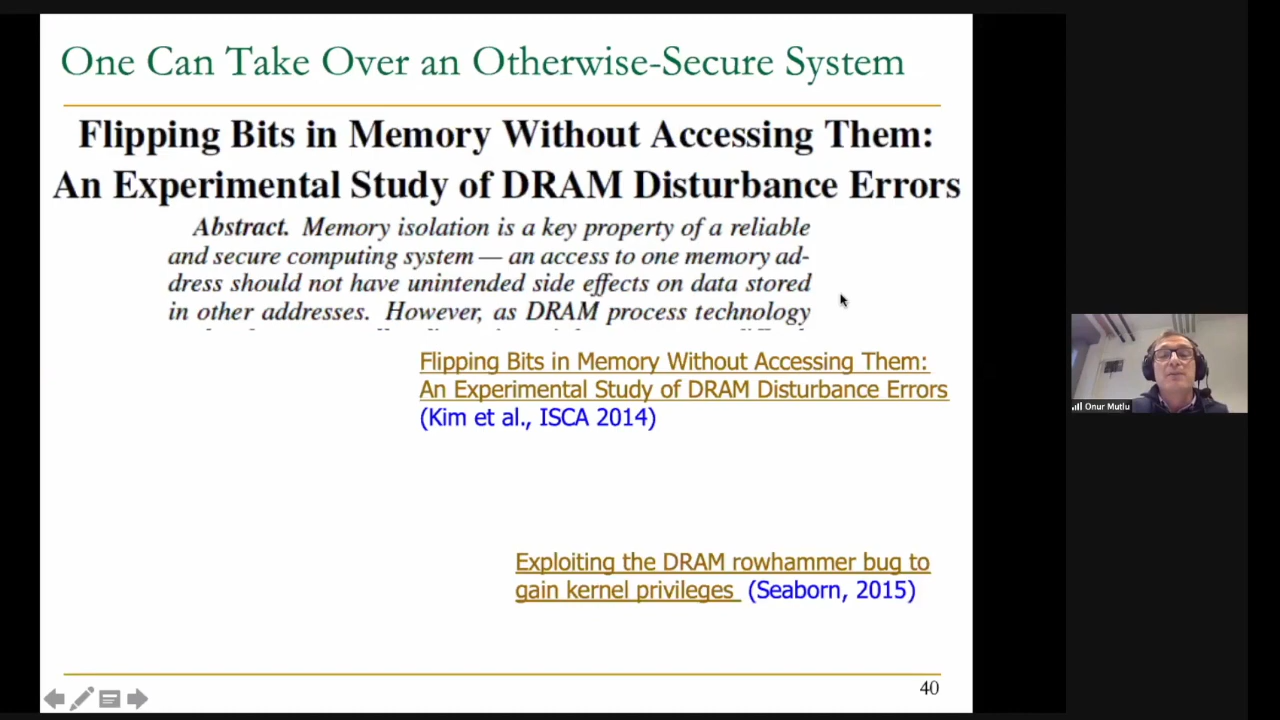 One Can Take Over an Otherwise-Secure System
Flipping Bits in Memory Without Accessing Them:
An Experimental Study of DRAM Disturbance Errors
Abstract. Memory isolation is a key property of a reliable
and secure computing system — an access to one memory ad-
dress should not have unintended side effects on data stored
in other addresses. However, as DRAM process technology
Flipping Bits in Memory Without Accessing Them:
An Experimental Study of DRAM Disturbance Errors
(Kim et al., ISCA 2014)
Exploiting the DRAM rowhammer bug to
gain kernel privileges (Seaborn, 2015)
40
Onur Mutlu